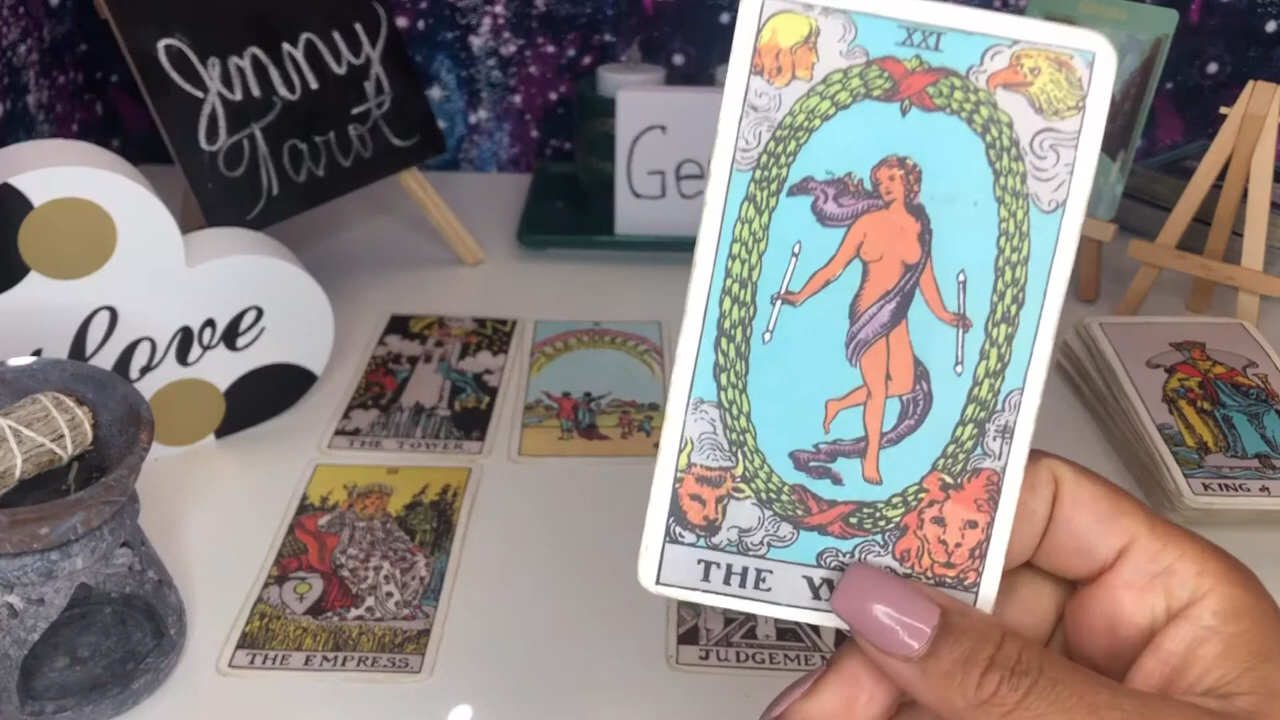 Jenny
Tarot
Ge
XXI
love
THE TOWER.
X
THE EMPRESS.
THE W
JUDGEMEN
KING of